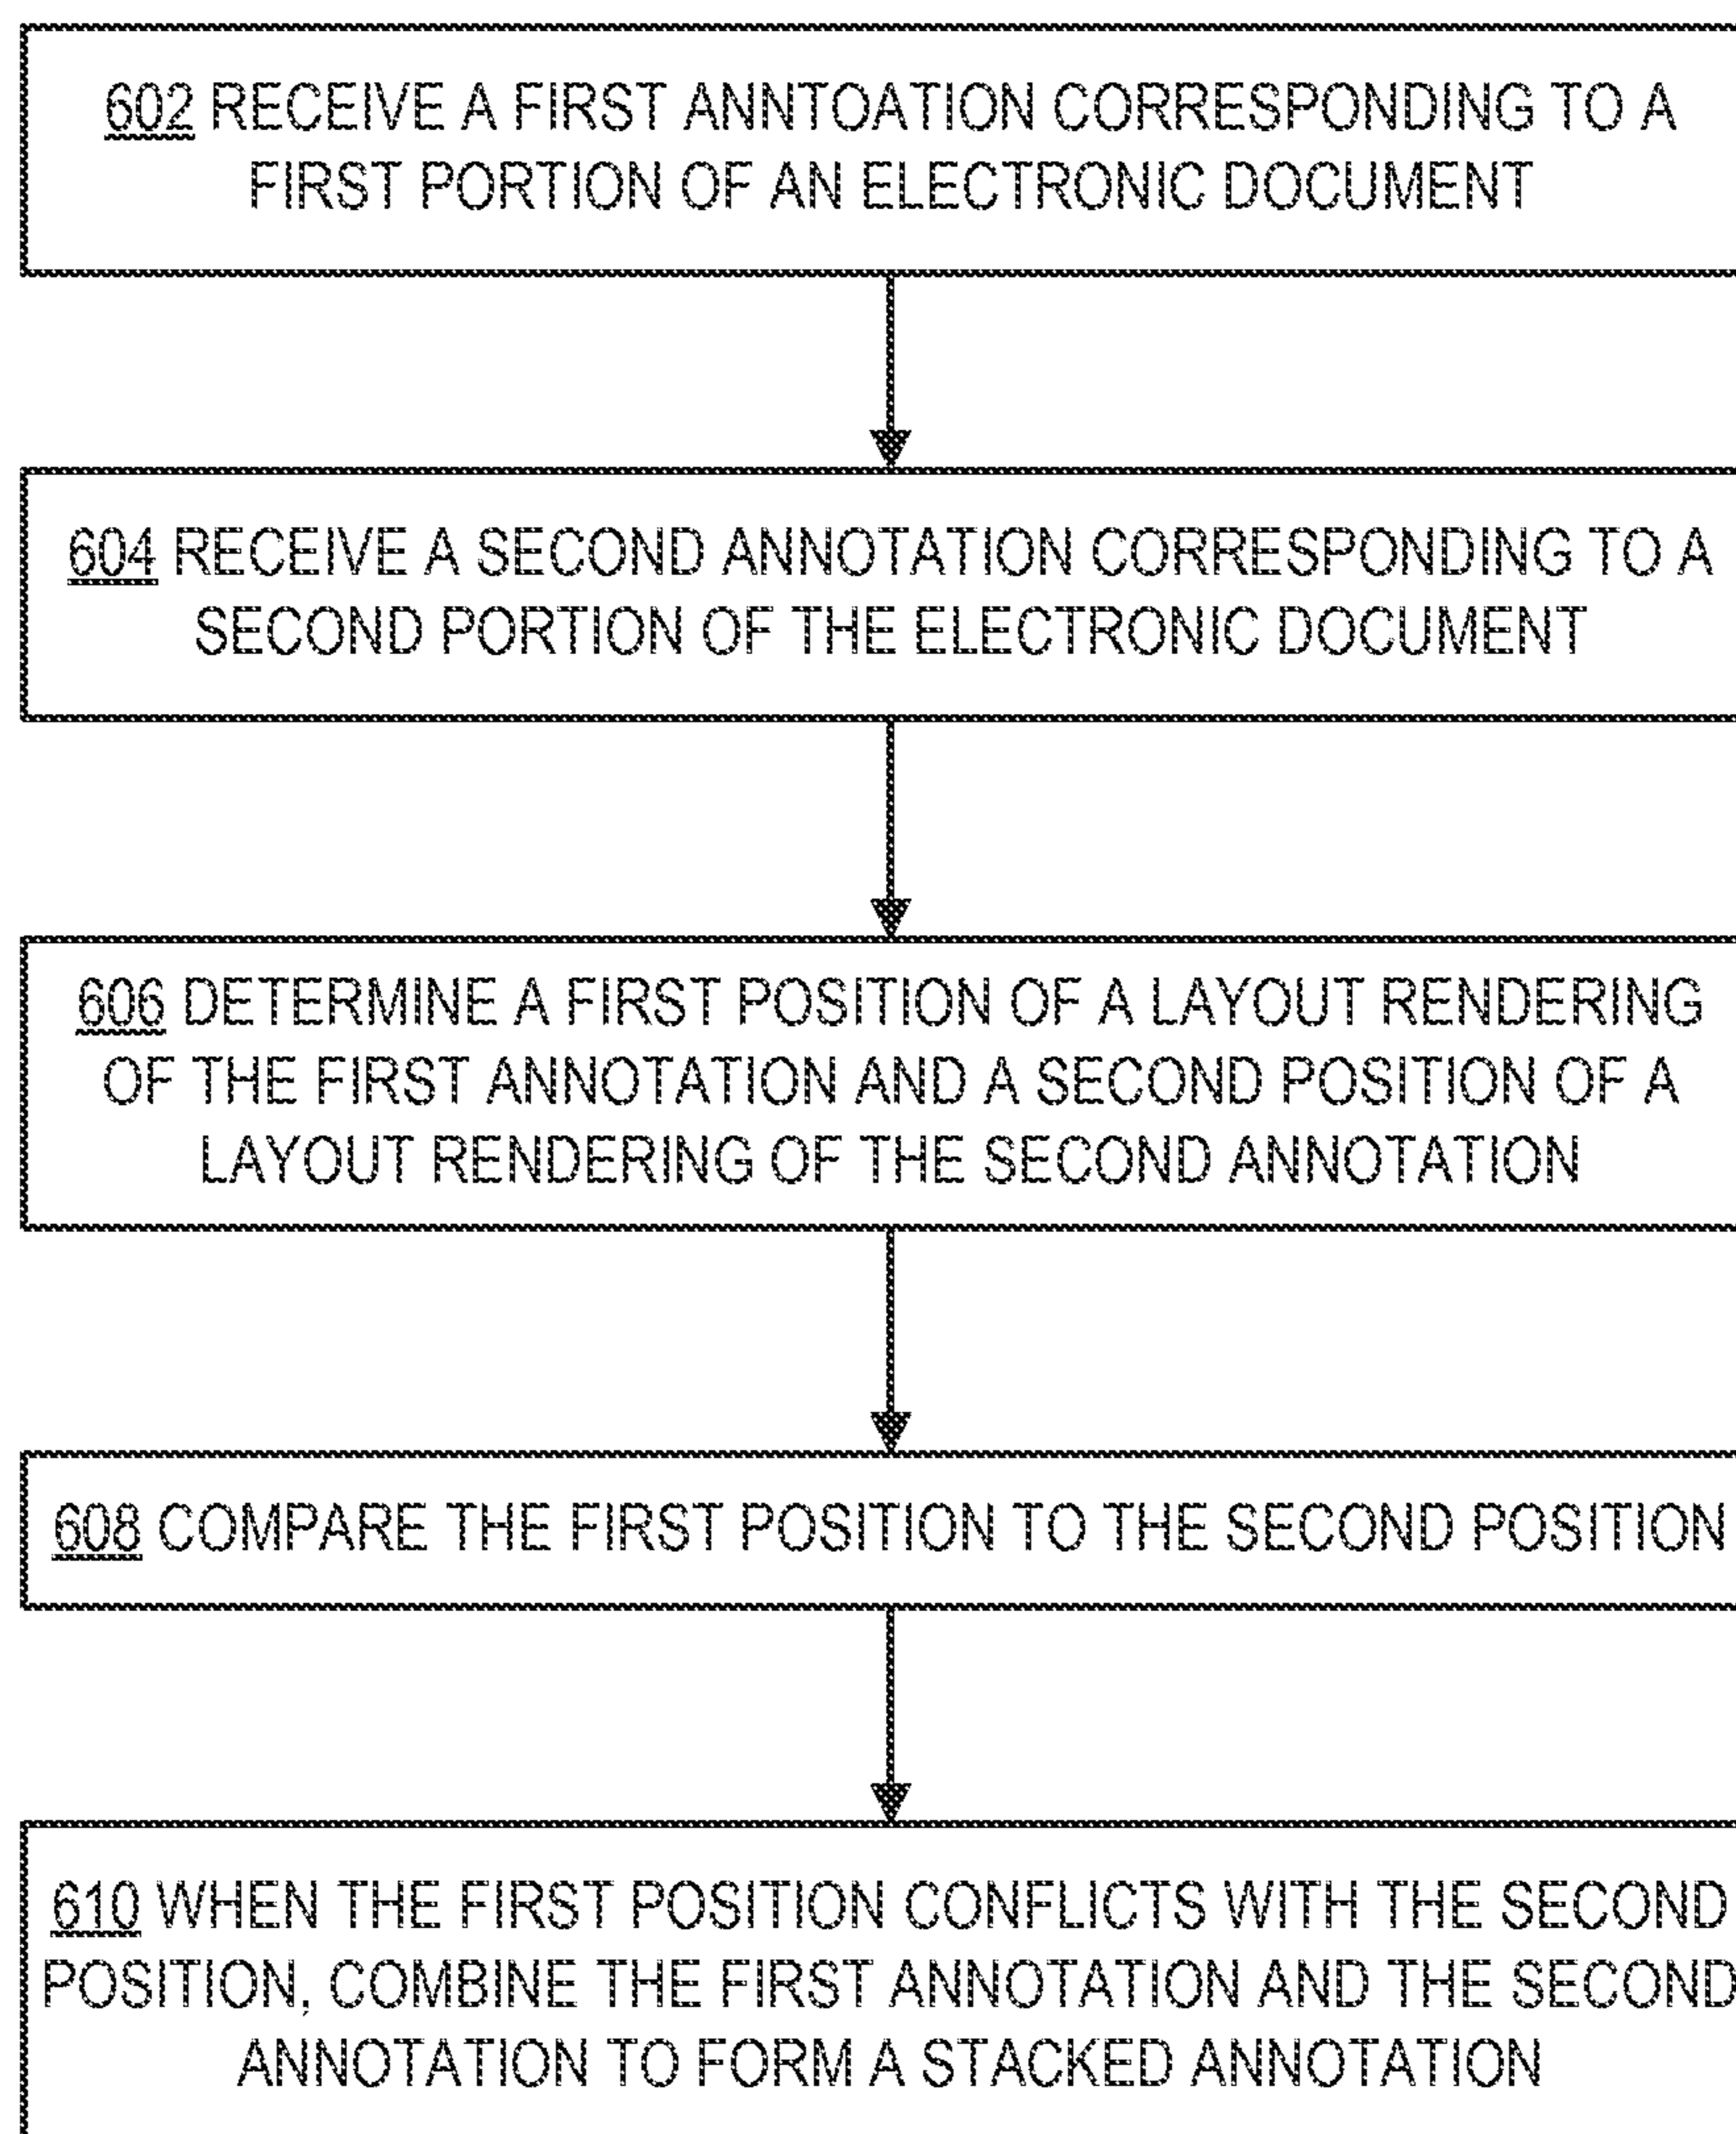 602 RECEIVE A FIRST ANNTOATION CORRESPONDING TO A
FIRST PORTION OF AN ELECTRONIC DOCUMENT
604 RECEIVE A SECOND ANNOTATION CORRESPONDING TO A
SECOND PORTION OF THE ELECTRONIC DOCUMENT
606 DETERMINE A FIRST POSITION OF A LAYOUT RENDERING
OF THE FIRST ANNOTATION AND A SECOND POSITION OF A
LAYOUT RENDERING OF THE SECOND ANNOTATION
608 COMPARE THE FIRST POSITION TO THE SECOND POSITION
610 WHEN THE FIRST POSITION CONFLICTS WITH THE SECOND
POSITION, COMBINE THE FIRST ANNOTATION AND THE SECOND
ANNOTATION TO FORM A STACKED ANNOTATION